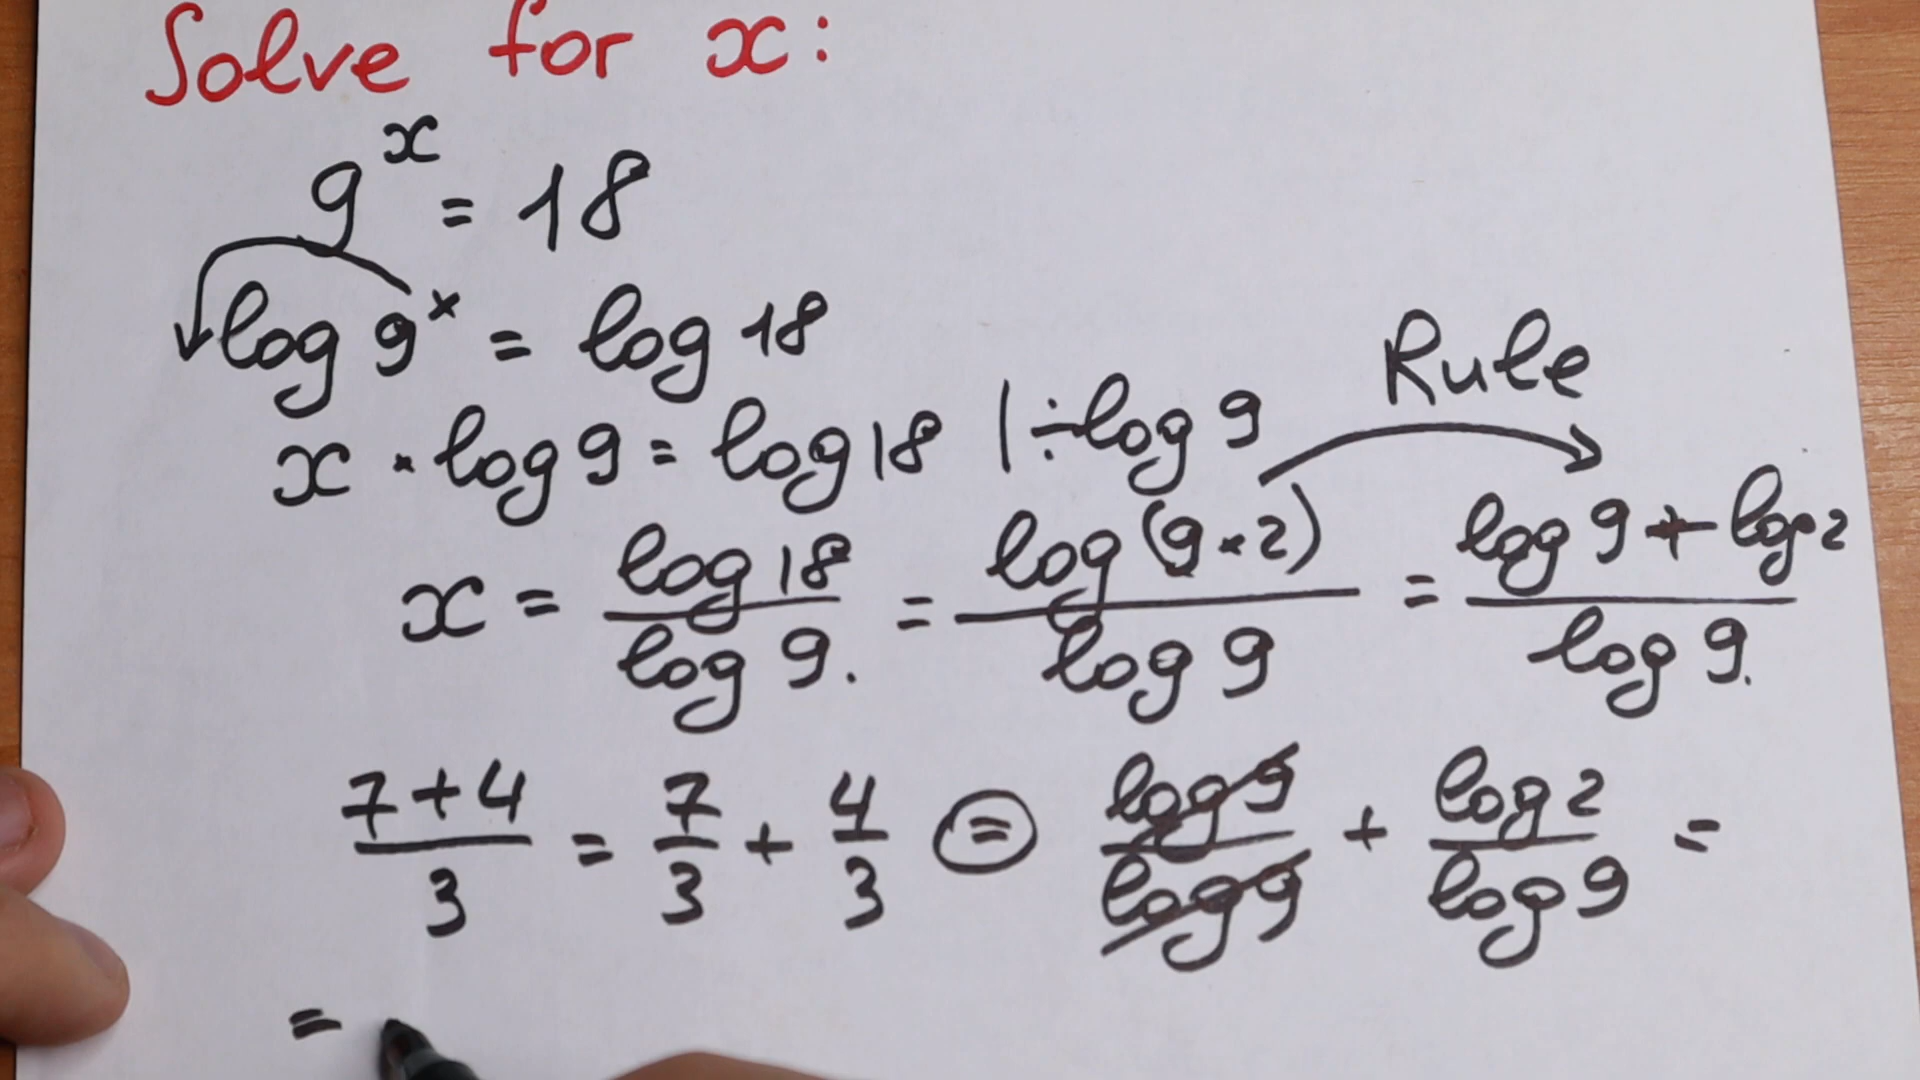 Solve for x:
9^x = 18
log 9^x = log 18
x · log 9 = log 18 | ÷ log 9
Rule
x = log 18 / log 9. = log (9 · 2) / log 9 = log 9 + log 2 / log 9.
7+4 / 3 = 7/3 + 4/3 = log 9 / log 9 + log 2 / log 9 =
=